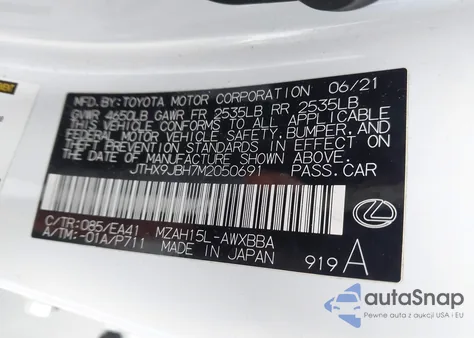 MFD.BY: TOYOTA MOTOR CORPORATION 06/21
GVWR 4650LB GAWR FR 2535LB RR 2535LB
THIS VEHICLE CONFORMS TO ALL APPLICABLE
FEDERAL MOTOR VEHICLE SAFETY, BUMPER, AND
THEFT PREVENTION STANDARDS IN EFFECT ON
THE DATE OF MANUFACTURE SHOWN ABOVE.
JTHX9JBH7M2050691 PASS.CAR
C/TR: 085/EA41 MZAH15L-AWXBBA
A/TM: -01A/P711 MADE IN JAPAN
919 A
autoSnap
Pewne auta z aukcji USA i EU